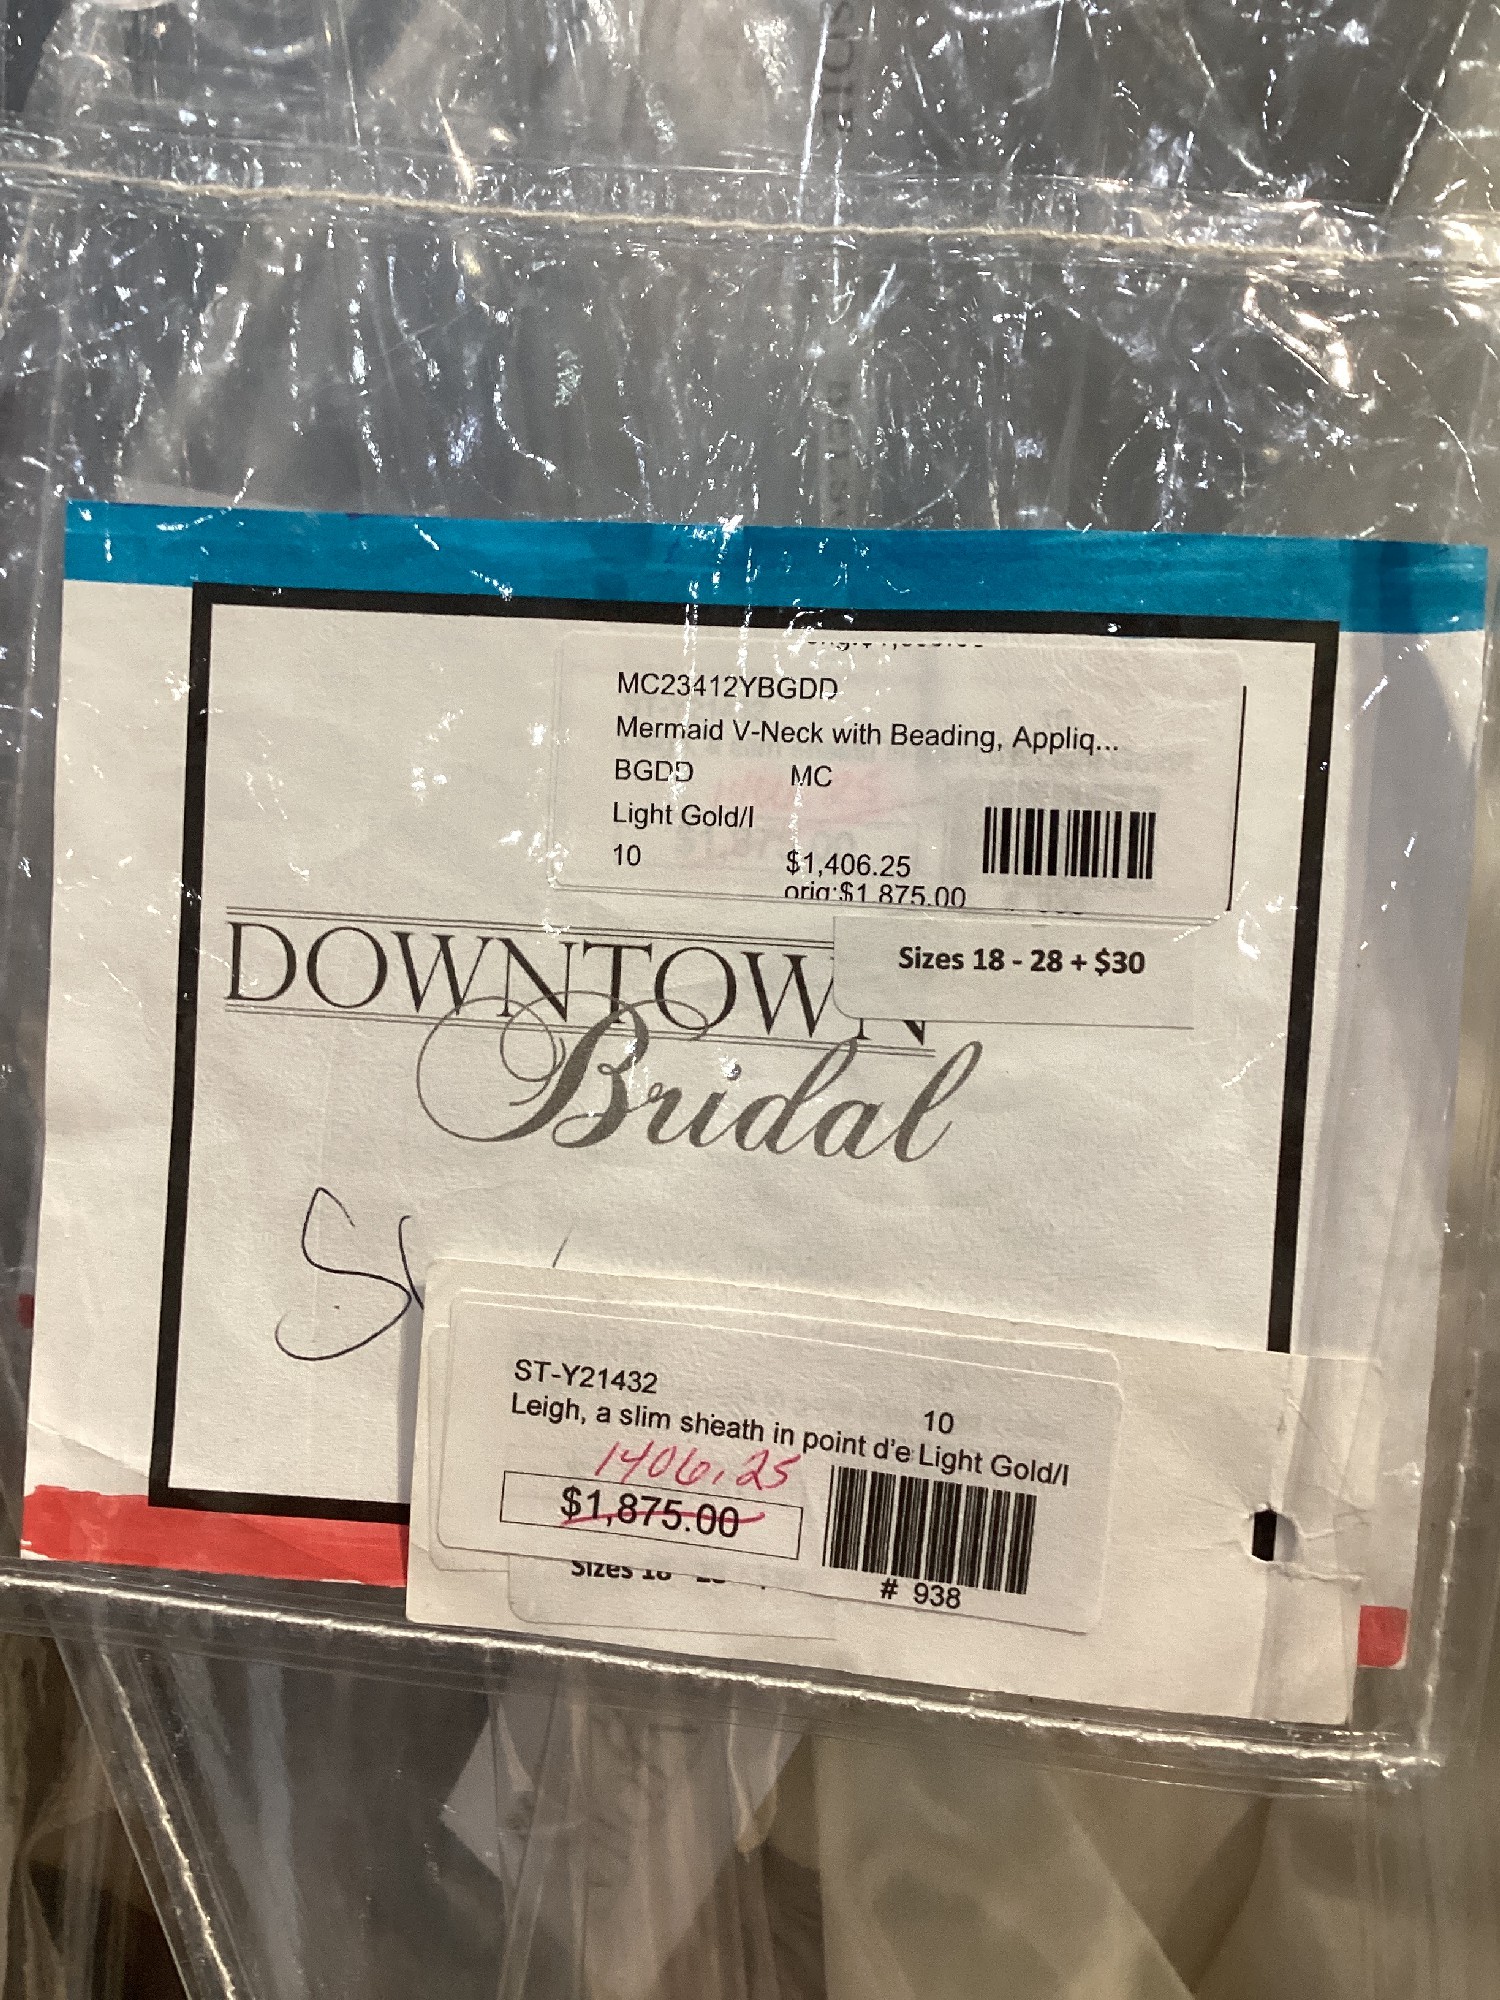 MC23412YBGDD
Mermaid V-Neck with Beading, Appliq...
BGDD MC
Light Gold/I
10 $1,406.25
orig:$1 875.00
Sizes 18 - 28 + $30
DOWNTOWN
Bridal
ST-Y21432
10
Leigh, a slim sheath in point d'e Light Gold/I
1406.25
$1,875.00
Sizes 18
# 938